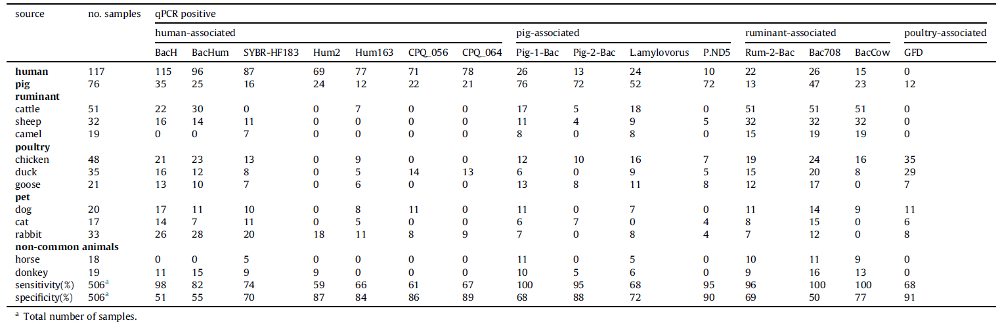 source no. samples qPCR positive
human-associated pig-associated ruminant-associated poultry-associated
BacH BacHum SYBR-HF183 Hum2 Hum163 CPQ_056 CPQ_064 Pig-1-Bac Pig-2-Bac Lamylovorus P.ND5 Rum-2-Bac Bac708 BacCow GFD
human 117 115 96 87 69 77 71 78 26 13 24 10 22 26 15 0
pig 76 35 25 16 24 12 22 21 76 72 52 72 13 47 23 12
ruminant
cattle 51 22 30 0 0 7 0 0 17 5 18 0 51 51 51 0
sheep 32 16 14 11 0 0 0 0 11 4 9 5 32 32 32 0
camel 19 0 0 7 0 0 0 0 8 0 8 0 15 19 19 0
poultry
chicken 48 21 23 13 0 9 0 0 12 10 16 7 19 24 16 35
duck 35 16 12 8 0 5 14 13 6 0 9 5 15 20 8 29
goose 21 13 10 7 0 6 0 0 13 8 11 8 12 17 0 7
pet
dog 20 17 11 10 0 8 11 0 11 0 7 0 11 14 9 11
cat 17 14 7 11 0 5 0 0 6 7 0 4 8 15 0 6
rabbit 33 26 28 20 18 11 8 9 7 0 8 4 7 12 0 8
non-common animals
horse 18 0 0 5 0 0 0 0 11 0 5 0 10 11 9 0
donkey 19 11 15 9 9 0 0 0 10 5 6 0 9 16 13 0
sensitivity(%) 506a 98 82 74 59 66 61 67 100 95 68 95 96 100 100 68
specificity(%) 506a 51 55 70 87 84 86 89 68 88 72 90 69 50 77 91
a Total number of samples.